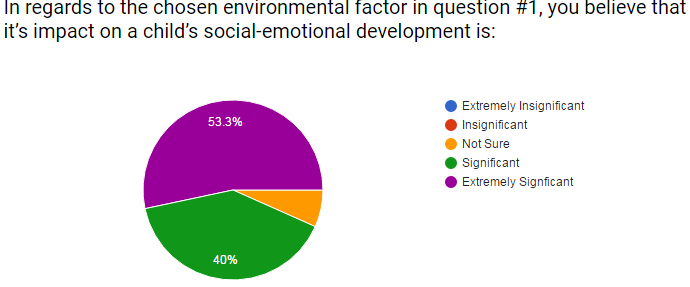 In regards to the chosen environmental factor in question #1, you believe that
it's impact on a child's social-emotional development is:
53.3%
40%
Extremely Insignificant
Insignificant
Not Sure
Significant
Extremely Signficant